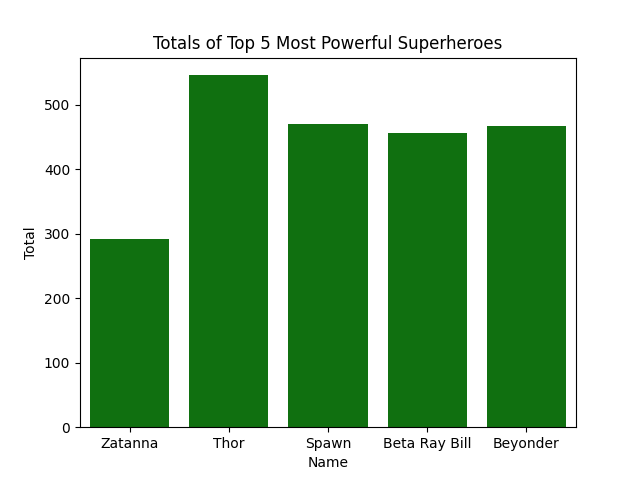 Totals of Top 5 Most Powerful Superheroes
Total
500
400
300
200
100
0
Zatanna Thor Spawn Beta Ray Bill Beyonder
Name